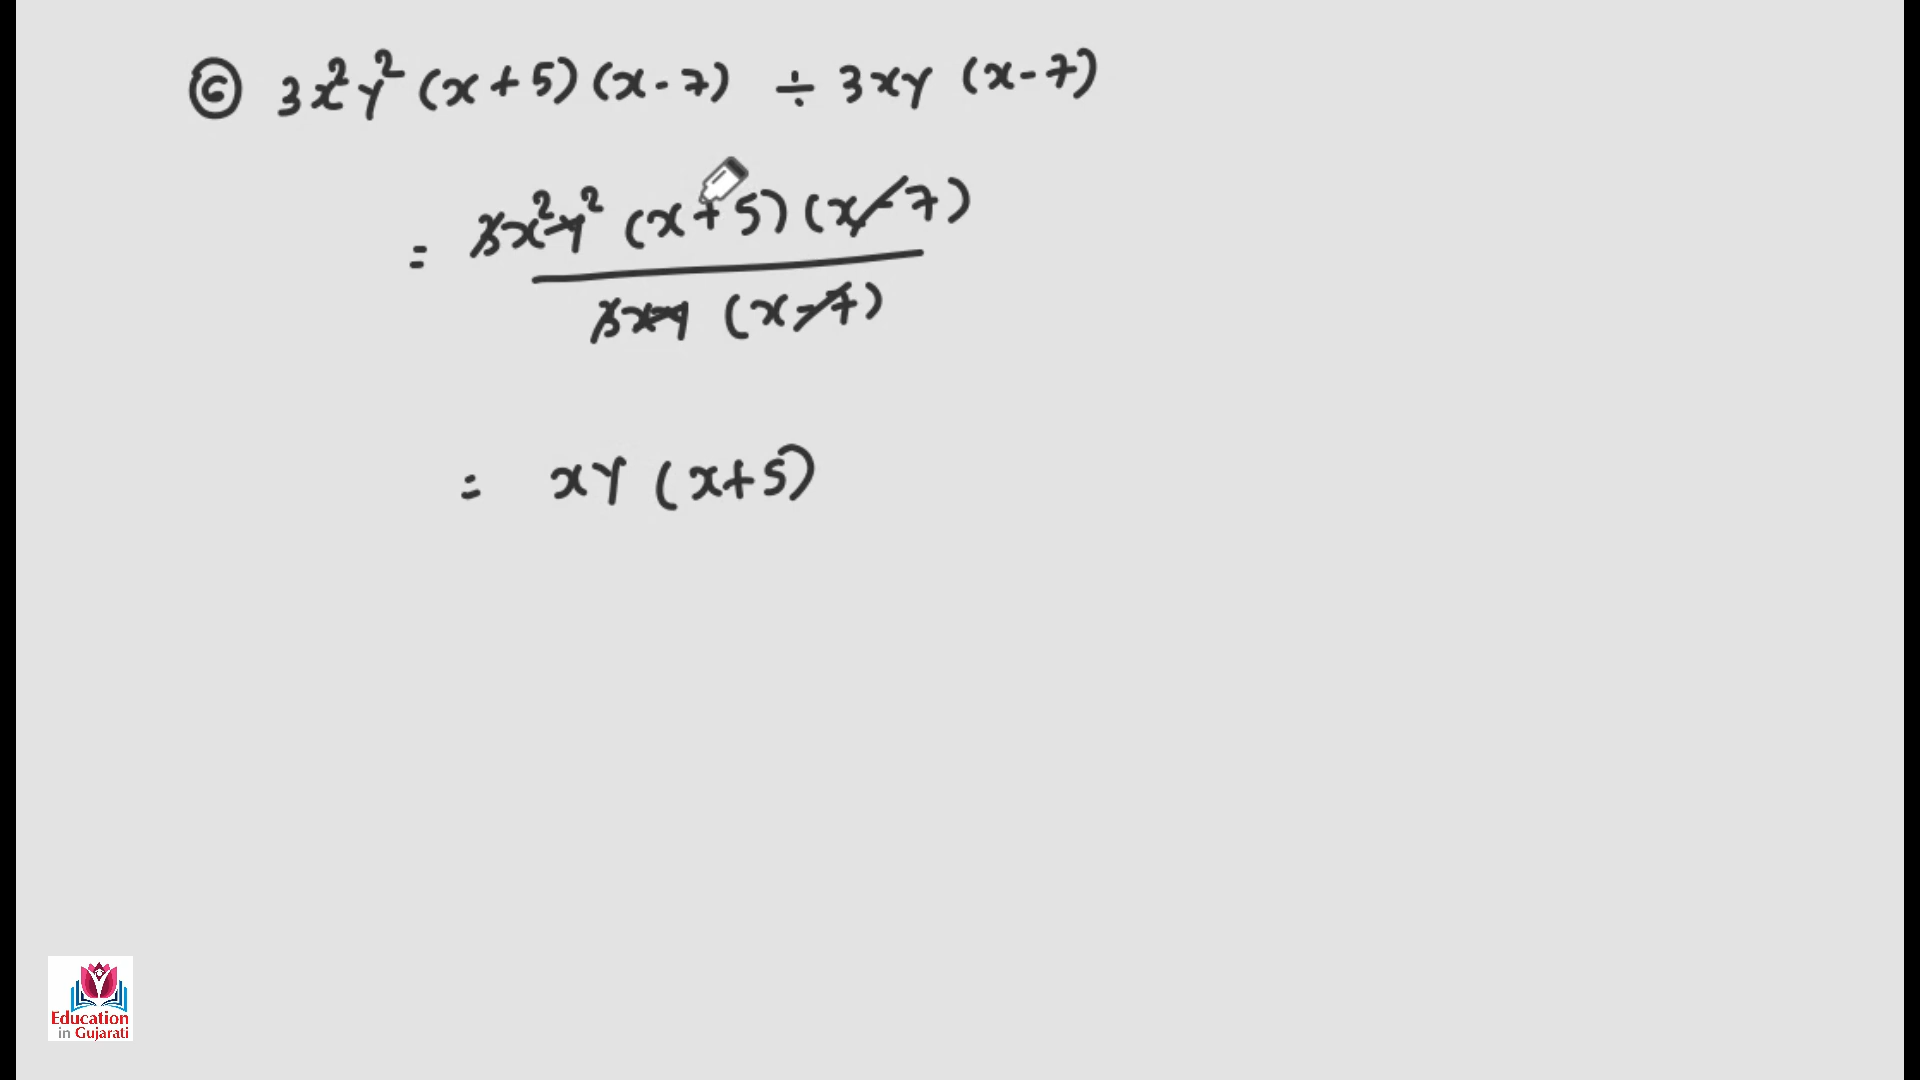 ⓒ 3x²y² (x+5) (x-7) ÷ 3xy (x-7)
= 3x²y² (x+5) (x-7)
3xy (x-7)
= xy (x+5)
Education
in Gujarati